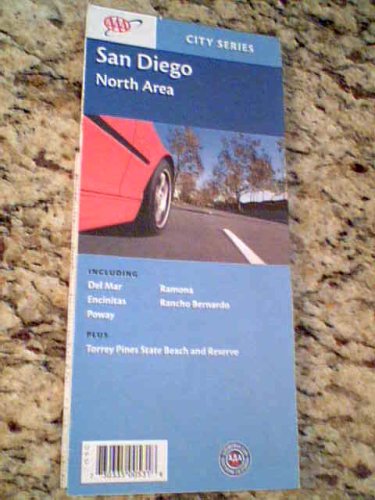 AAA
CITY SERIES
San Diego
North Area
INCLUDING
Del Mar
Encinitas
Poway
Ramona
Rancho Bernardo
PLUS
Torrey Pines State Beach and Reserve
AAA